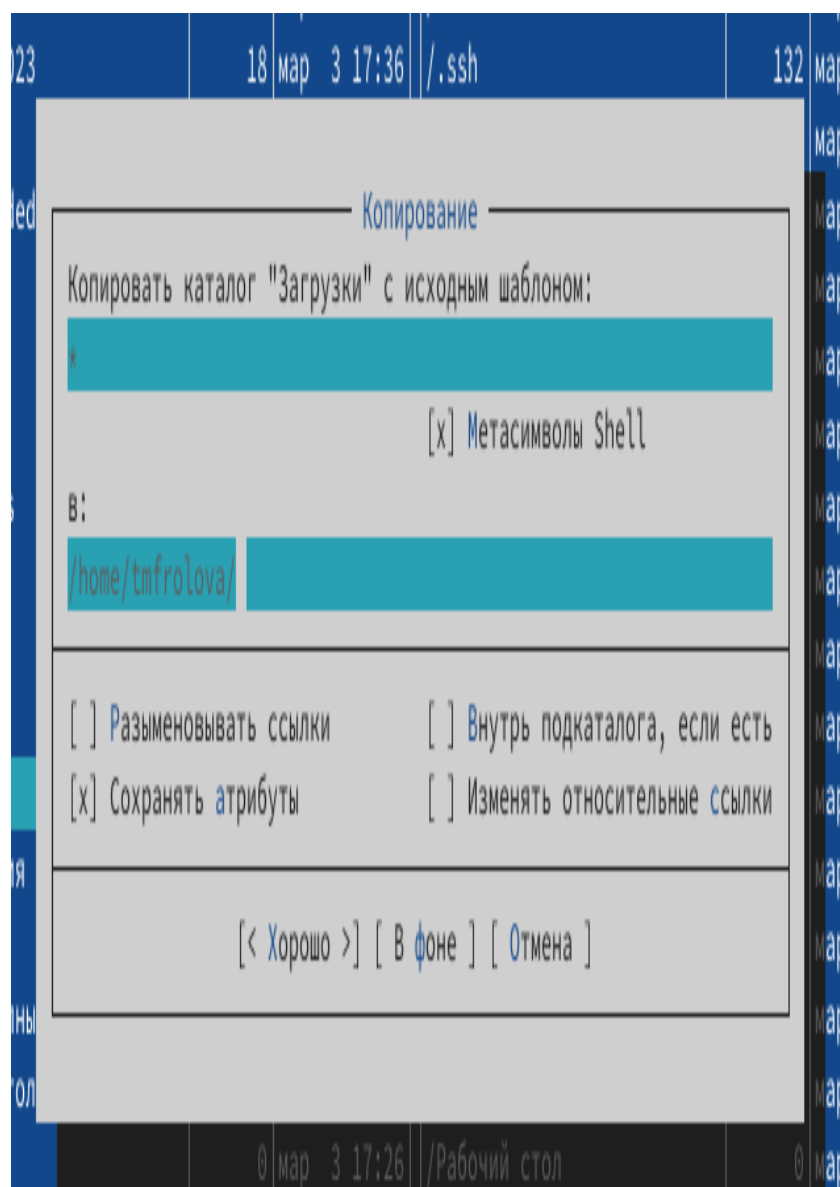 18 мар 3 17:36 /.ssh 132
Копирование
Копировать каталог "Загрузки" с исходным шаблоном:
*
[x] Метасимволы Shell
в:
/home/tmfrolova/
[ ] Разыменовывать ссылки [ ] Внутрь подкаталога, если есть
[x] Сохранять атрибуты [ ] Изменять относительные ссылки
[< Хорошо >] [ В фоне ] [ Отмена ]
0 мар 3 17:26 /Рабочий стол 0